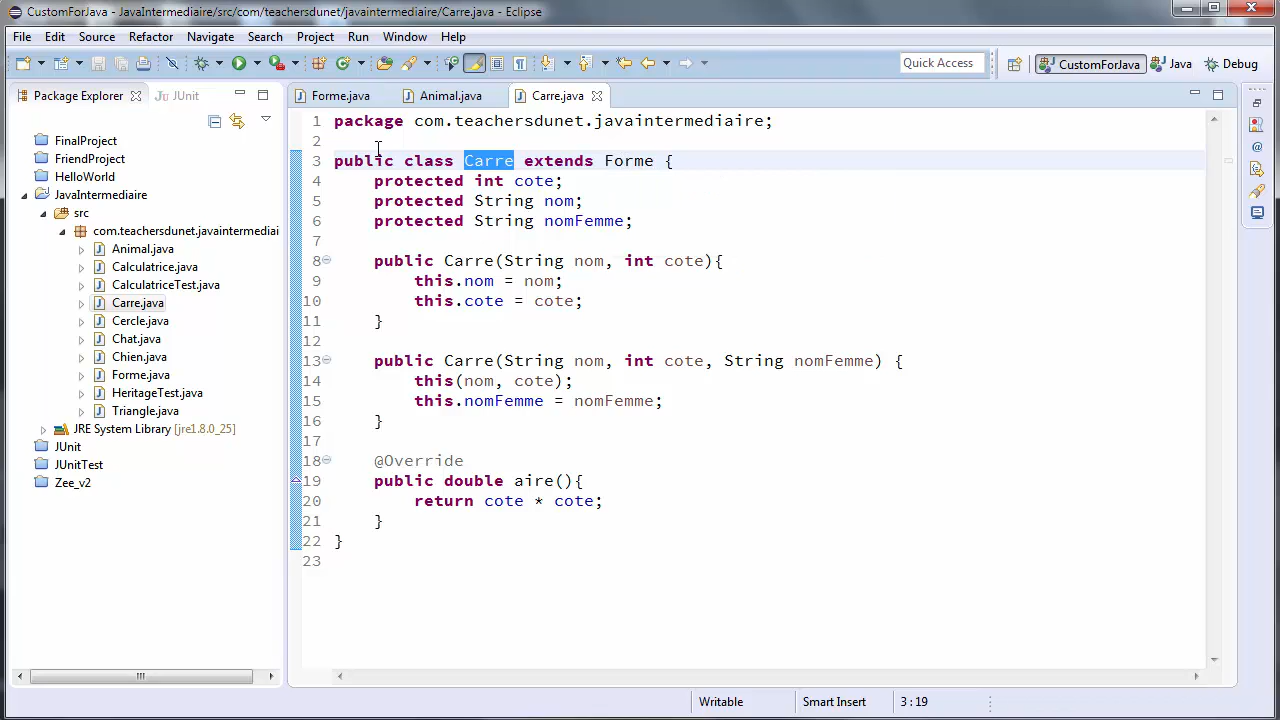 CustomForJava - JavaIntermediaire/src/com/teachersdunet/javaintermediaire/Carre.java - Eclipse
File Edit Source Refactor Navigate Search Project Run Window Help
Quick Access
CustomForJava Java Debug
Package Explorer JUnit
FinalProject
FriendProject
HelloWorld
JavaIntermediaire
src
com.teachersdunet.javaintermediai
Animal.java
Calculatrice.java
CalculatriceTest.java
Carre.java
Cercle.java
Chat.java
Chien.java
Forme.java
HeritageTest.java
Triangle.java
JRE System Library [jre1.8.0_25]
JUnit
JUnitTest
Zee_v2
Forme.java Animal.java Carre.java
1 package com.teachersdunet.javaintermediaire;
2
3 public class Carre extends Forme {
4 protected int cote;
5 protected String nom;
6 protected String nomFemme;
7
8 public Carre(String nom, int cote){
9 this.nom = nom;
10 this.cote = cote;
11 }
12
13 public Carre(String nom, int cote, String nomFemme) {
14 this(nom, cote);
15 this.nomFemme = nomFemme;
16 }
17
18 @Override
19 public double aire(){
20 return cote * cote;
21 }
22 }
23
Writable Smart Insert 3 : 19